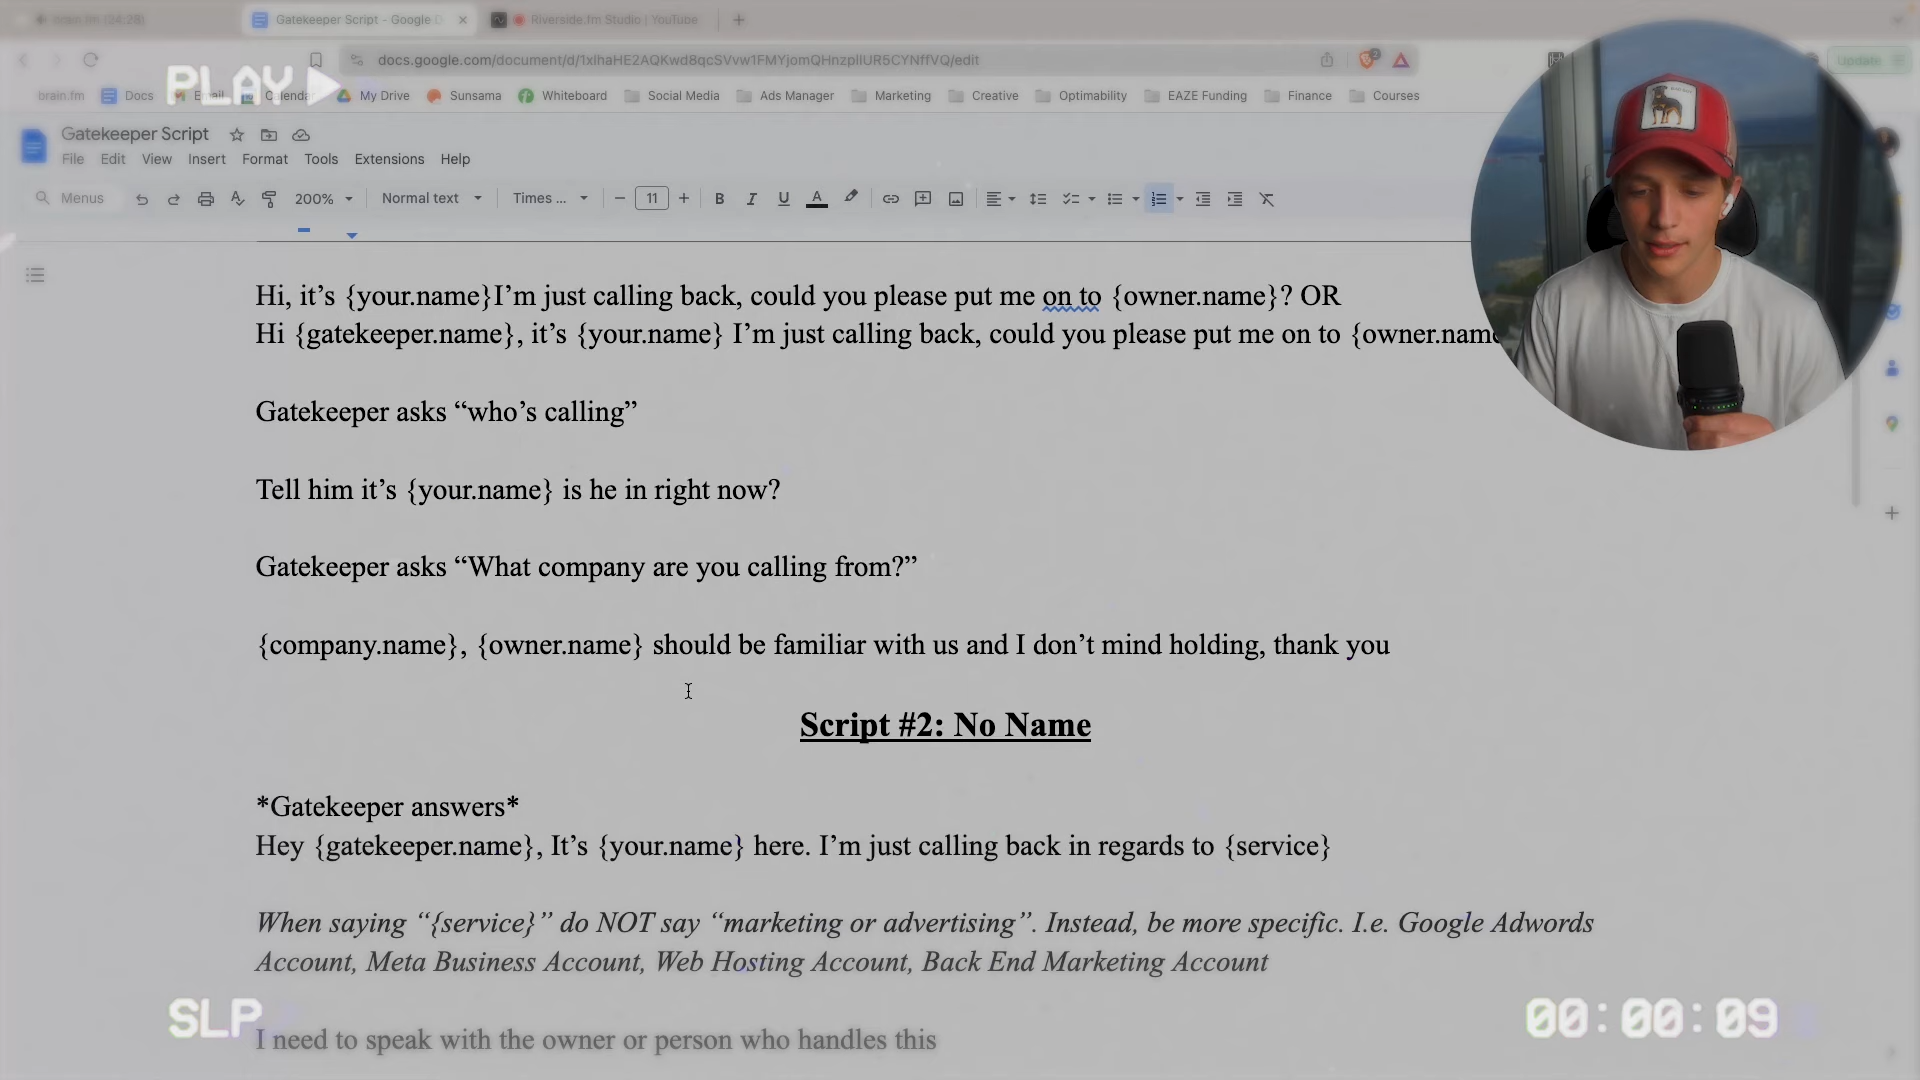 brain.fm (24:28)
Gatekeeper Script - Google D
Riverside.fm Studio | YouTube
docs.google.com/document/d/1xlhaHE2AQKwd8qcSVvw1FMYjomQHnzpllUR5CYNffVQ/edit
2
Update
PLAY
brain.fm
Docs
Email
Calendar
My Drive
Sunsama
Whiteboard
Social Media
Ads Manager
Marketing
Creative
Optimability
EAZE Funding
Finance
Courses
Gatekeeper Script
File Edit View Insert Format Tools Extensions Help
Menus 200% Normal text Times ... 11
Hi, it’s {your.name}I’m just calling back, could you please put me on to {owner.name}? OR
Hi {gatekeeper.name}, it’s {your.name} I’m just calling back, could you please put me on to {owner.name
Gatekeeper asks “who’s calling”
Tell him it’s {your.name} is he in right now?
Gatekeeper asks “What company are you calling from?”
{company.name}, {owner.name} should be familiar with us and I don’t mind holding, thank you
Script #2: No Name
*Gatekeeper answers*
Hey {gatekeeper.name}, It’s {your.name} here. I’m just calling back in regards to {service}
When saying “{service}” do NOT say “marketing or advertising”. Instead, be more specific. I.e. Google Adwords
Account, Meta Business Account, Web Hosting Account, Back End Marketing Account
I need to speak with the owner or person who handles this
SLP
00:00:09